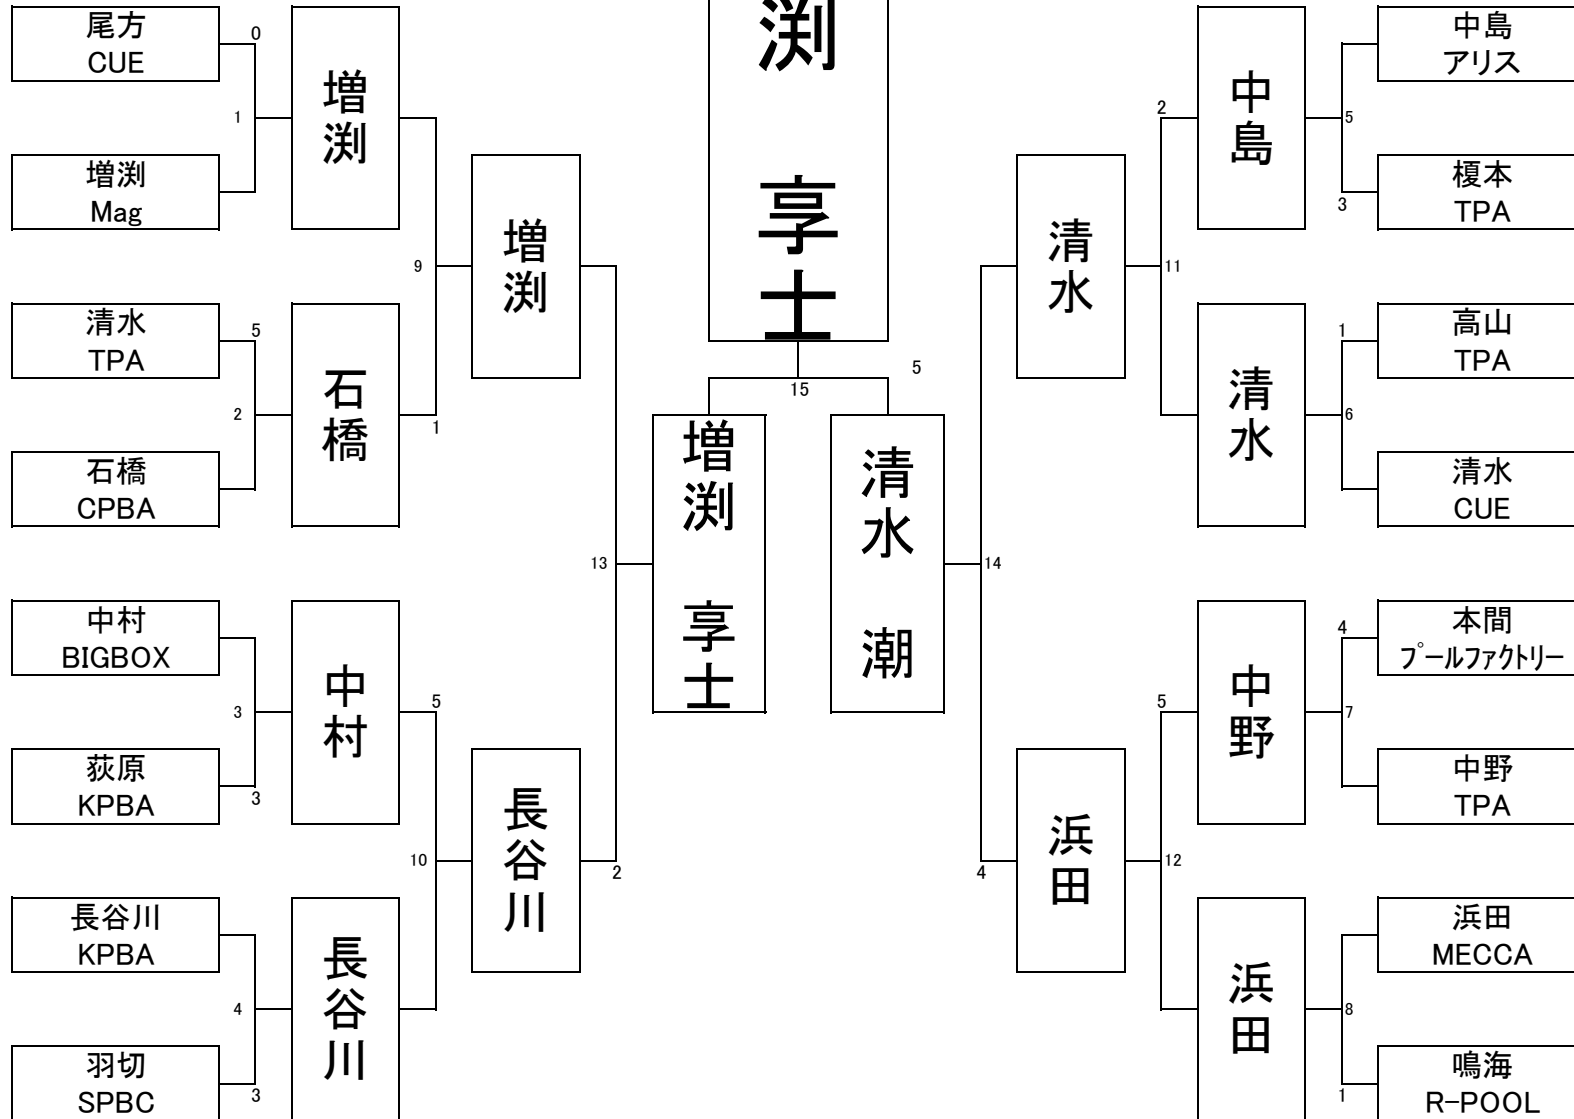 尾方
CUE
0
1
増渕
Mag
清水
TPA
5
2
石橋
CPBA
中村
BIGBOX
3
荻原
KPBA
3
長谷川
KPBA
4
羽切
SPBC
3
増渕
9
石橋
1
中村
5
10
長谷川
増渕
13
長谷川
2
渕 享士
15
5
増渕 享士
清水 潮
14
清水
11
浜田
4
12
中島
2
清水
中野
5
浜田
中島
アリス
5
榎本
TPA
3
高山
TPA
1
6
清水
CUE
本間
プールファクトリー
4
7
中野
TPA
浜田
MECCA
8
鳴海
R-POOL
1